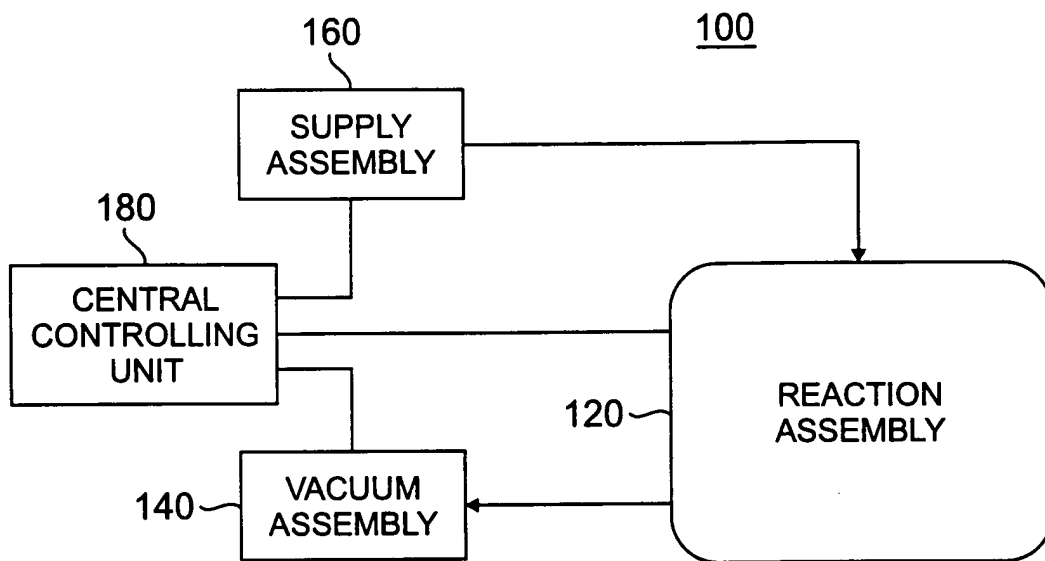 160
100
SUPPLY
ASSEMBLY
180
CENTRAL
CONTROLLING
UNIT
120
REACTION
ASSEMBLY
140
VACUUM
ASSEMBLY